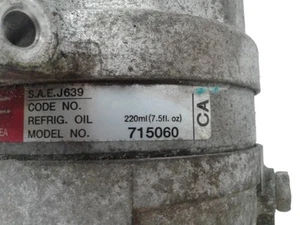 S.A.E.J639
CODE NO.
REFRIG. OIL 220ml(7.5fl. oz)
MODEL NO. 715060
CA